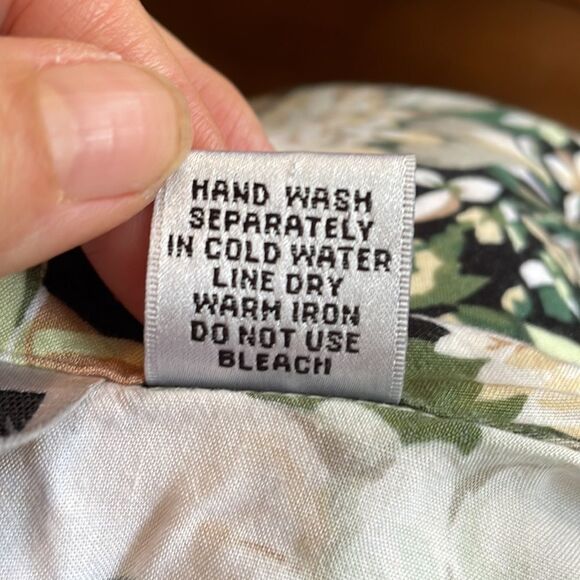 HAND WASH
SEPARATELY
IN COLD WATER
LINE DRY
WARM IRON
DO NOT USE
BLEACH